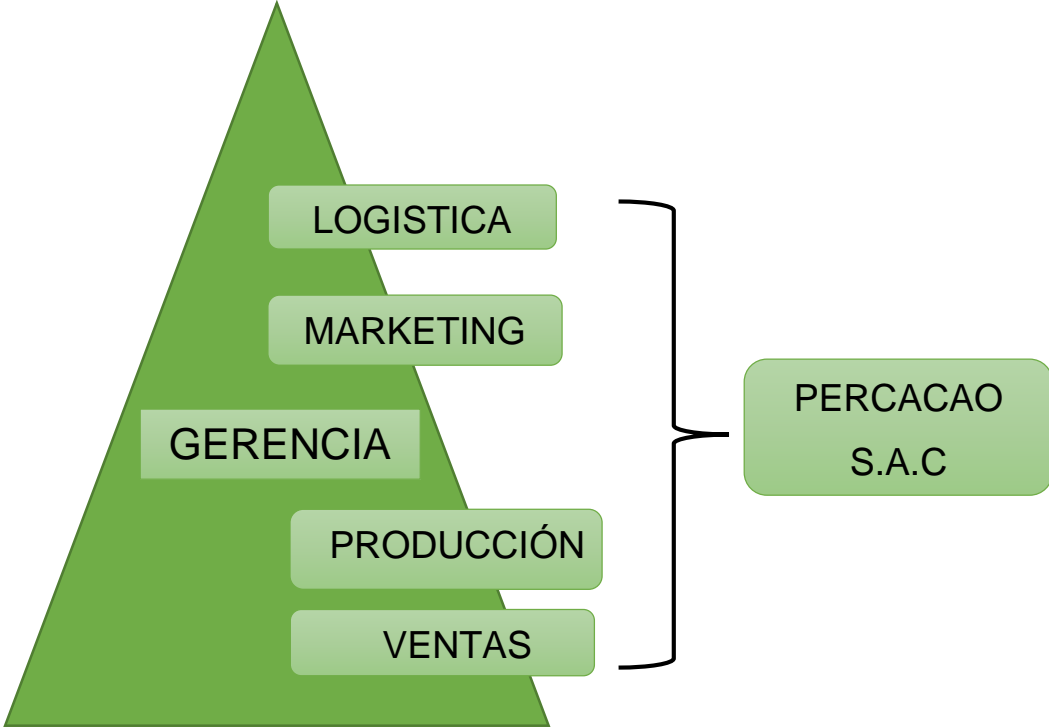 LOGISTICA
MARKETING
GERENCIA
PRODUCCIÓN
VENTAS
PERCACAO
S.A.C